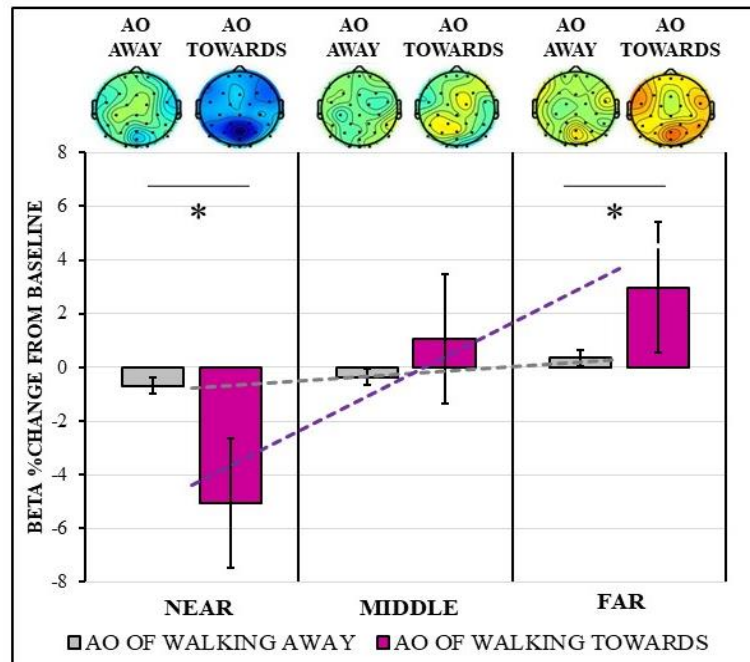 AO AO AO AO AO AO
AWAY TOWARDS AWAY TOWARDS AWAY TOWARDS
8
6
4
2
0
-2
-4
-6
-8
BETA %CHANGE FROM BASELINE
* *
NEAR MIDDLE FAR
AO OF WALKING AWAY AO OF WALKING TOWARDS